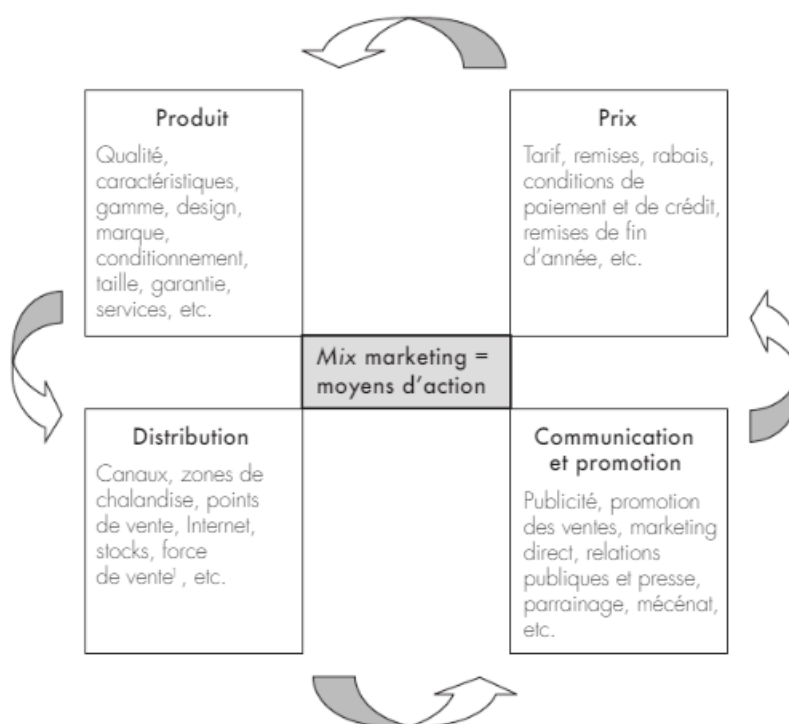 Produit
Qualité,
caractéristiques,
gamme, design,
marque,
conditionnement,
taille, garantie,
services, etc.
Prix
Tarif, remises, rabais,
conditions de
paiement et de crédit,
remises de fin
d’année, etc.
Mix marketing =
moyens d’action
Distribution
Canaux, zones de
chalandise, points
de vente, Internet,
stocks, force
de vente¹ , etc.
Communication
et promotion
Publicité, promotion
des ventes, marketing
direct, relations
publiques et presse,
parrainage, mécénat,
etc.